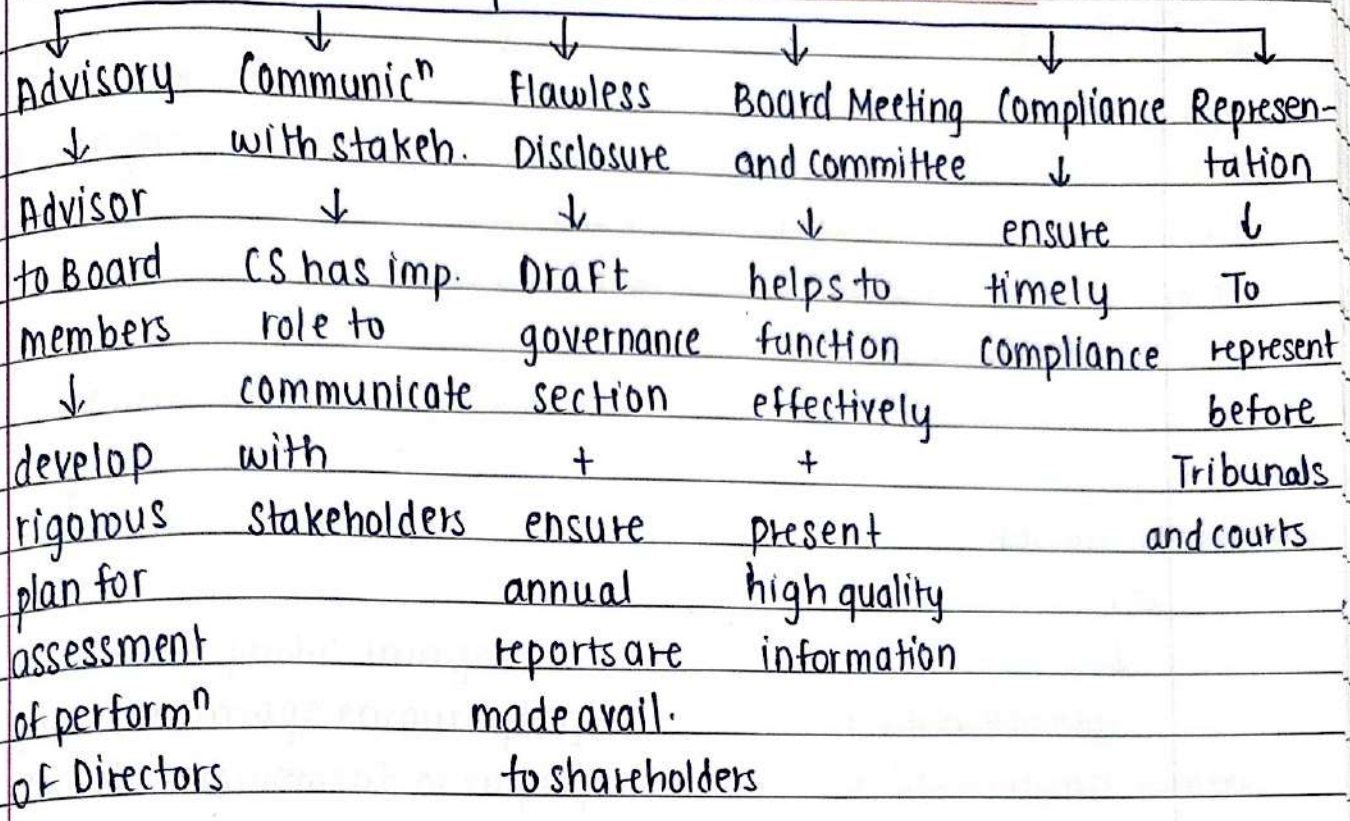 Advisory
↓
Advisor
to Board
members
↓
develop
rigorous
plan for
assessment
of performⁿ
of Directors
Communicⁿ
with stakeh.
↓
CS has imp.
role to
communicate
with
stakeholders
Flawless
Disclosure
↓
Draft
governance
section
+
ensure
annual
reports are
made avail.
to shareholders
Board Meeting
and committee
↓
helps to
function
effectively
+
present
high quality
information
Compliance
↓
ensure
timely
compliance
Represen-
tation
↓
To
represent
before
Tribunals
and courts